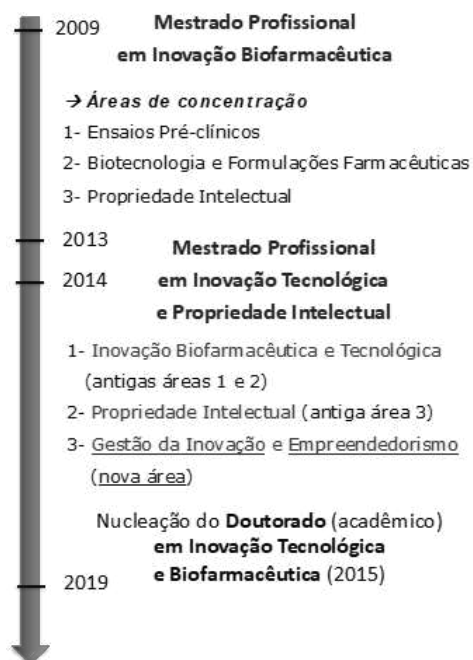 2009
Mestrado Profissional
em Inovação Biofarmacêutica
→ Áreas de concentração
1- Ensaios Pré-clínicos
2- Biotecnologia e Formulações Farmacêuticas
3- Propriedade Intelectual
2013
Mestrado Profissional
2014
em Inovação Tecnológica
e Propriedade Intelectual
1- Inovação Biofarmacêutica e Tecnológica
(antigas áreas 1 e 2)
2- Propriedade Intelectual (antiga área 3)
3- Gestão da Inovação e Empreendedorismo
(nova área)
Nucleação do Doutorado (acadêmico)
em Inovação Tecnológica
e Biofarmacêutica (2015)
2019